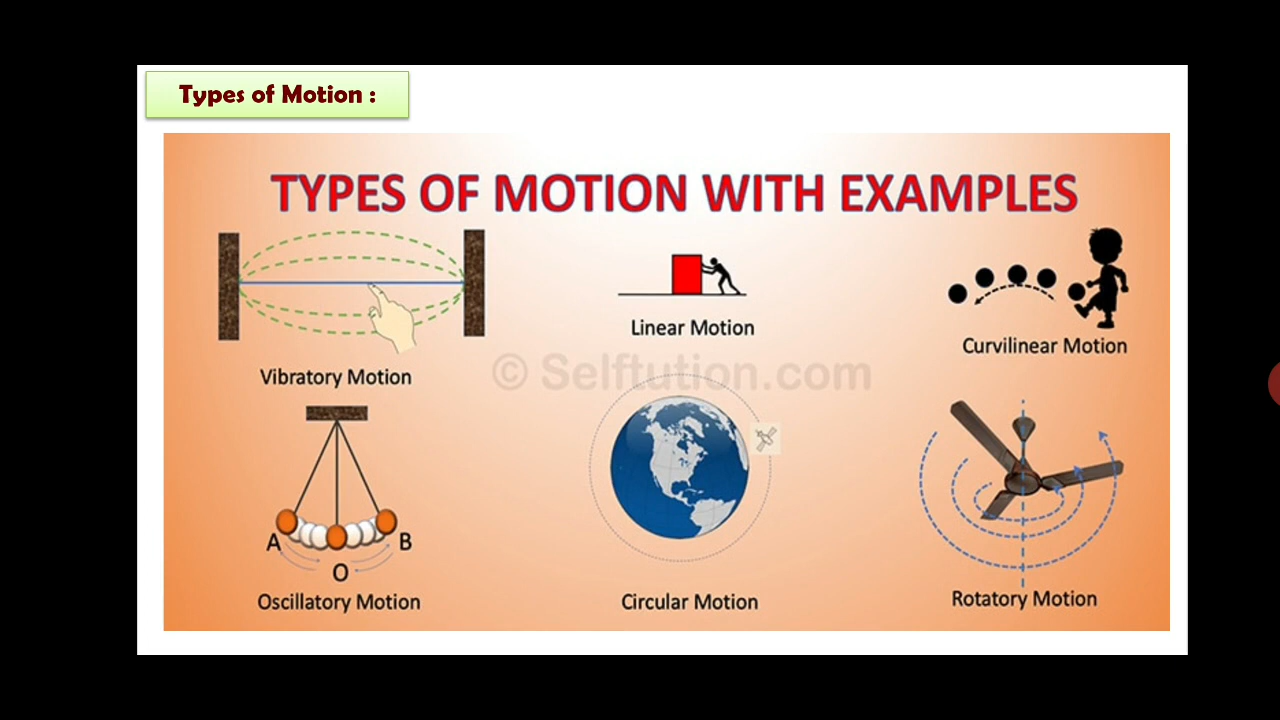 Types of Motion :
TYPES OF MOTION WITH EXAMPLES
Linear Motion
Curvilinear Motion
© Selftution.com
Vibratory Motion
A
B
O
Oscillatory Motion
Circular Motion
Rotatory Motion